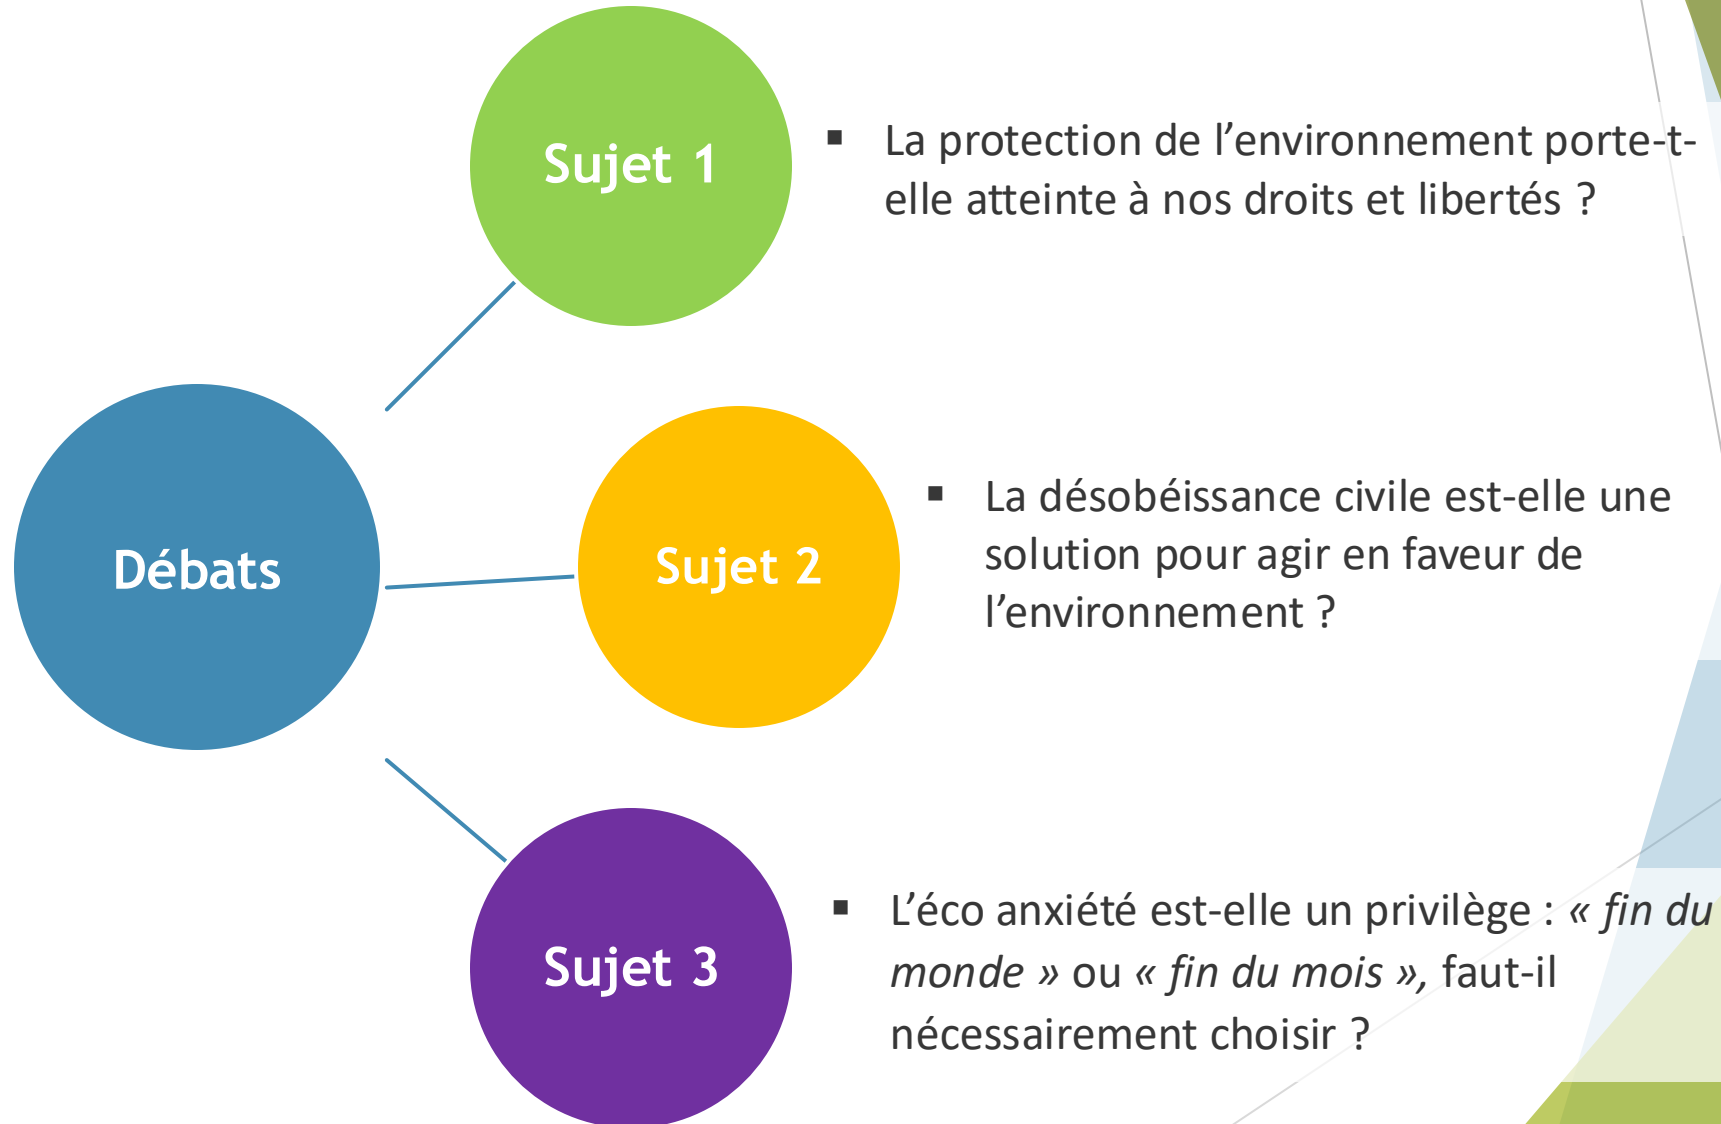 Sujet 1
▪ La protection de l’environnement porte-t-
elle atteinte à nos droits et libertés ?
Débats
Sujet 2
▪ La désobéissance civile est-elle une
solution pour agir en faveur de
l’environnement ?
Sujet 3
▪ L’éco anxiété est-elle un privilège : « fin du
monde » ou « fin du mois », faut-il
nécessairement choisir ?